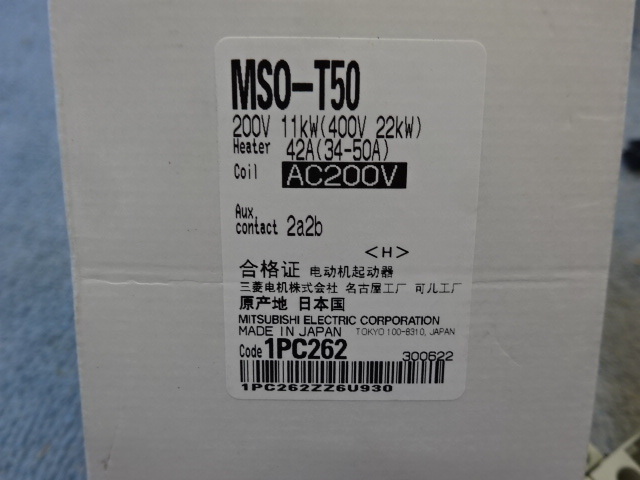 MSO-T50
200V 11kW(400V 22kW)
Heater 42A(34-50A)
Coil AC200V
Aux
contact 2a2b
<H>
合格证 电动机起动器
三菱电机株式会社 名古屋工厂 可儿工厂
原产地 日本国
MITSUBISHI ELECTRIC CORPORATION
MADE IN JAPAN TOKYO 100-8310, JAPAN
Code 1PC262 300622
1PC262ZZ6U930